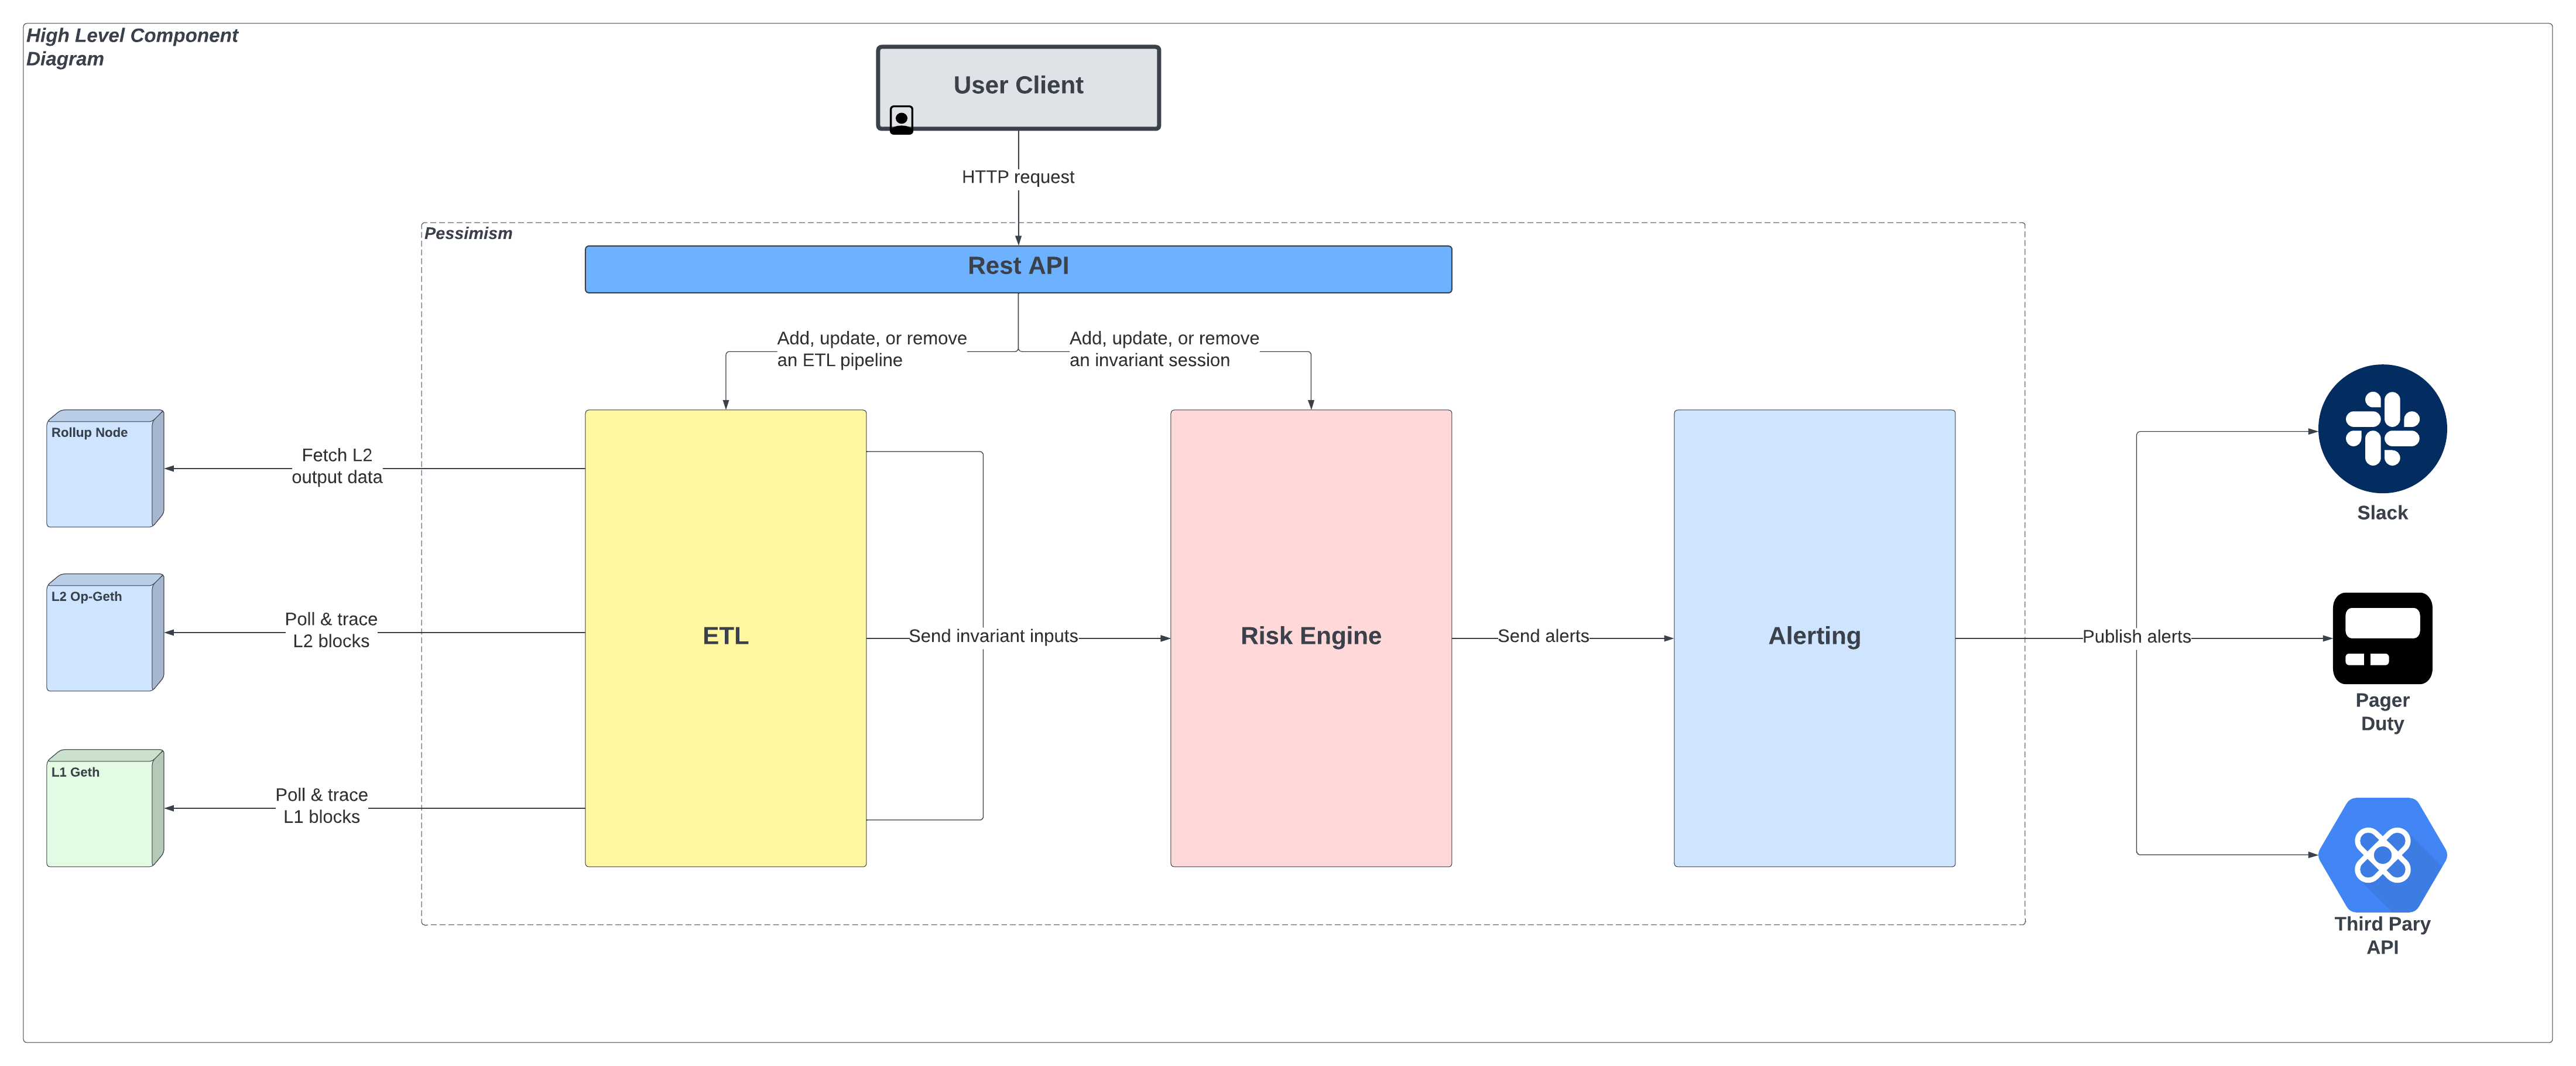 High Level Component
Diagram
User Client
HTTP request
Pessimism
Rest API
Add, update, or remove
an ETL pipeline
Add, update, or remove
an invariant session
Rollup Node
Fetch L2
output data
L2 Op-Geth
Poll & trace
L2 blocks
L1 Geth
Poll & trace
L1 blocks
ETL
Send invariant inputs
Risk Engine
Send alerts
Alerting
Publish alerts
Slack
Pager
Duty
Third Pary
API